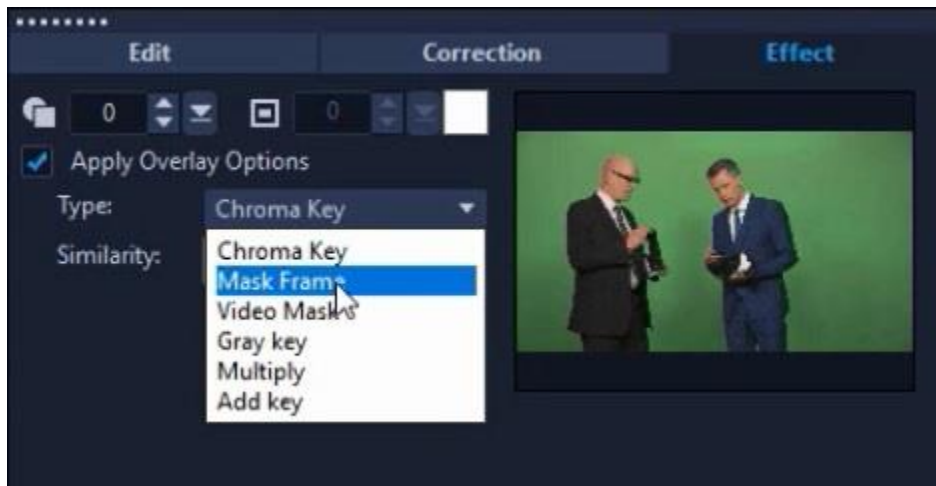 Edit Correction Effect
0 0
Apply Overlay Options
Type: Chroma Key
Similarity:
Chroma Key
Mask Frame
Video Mask
Gray key
Multiply
Add key